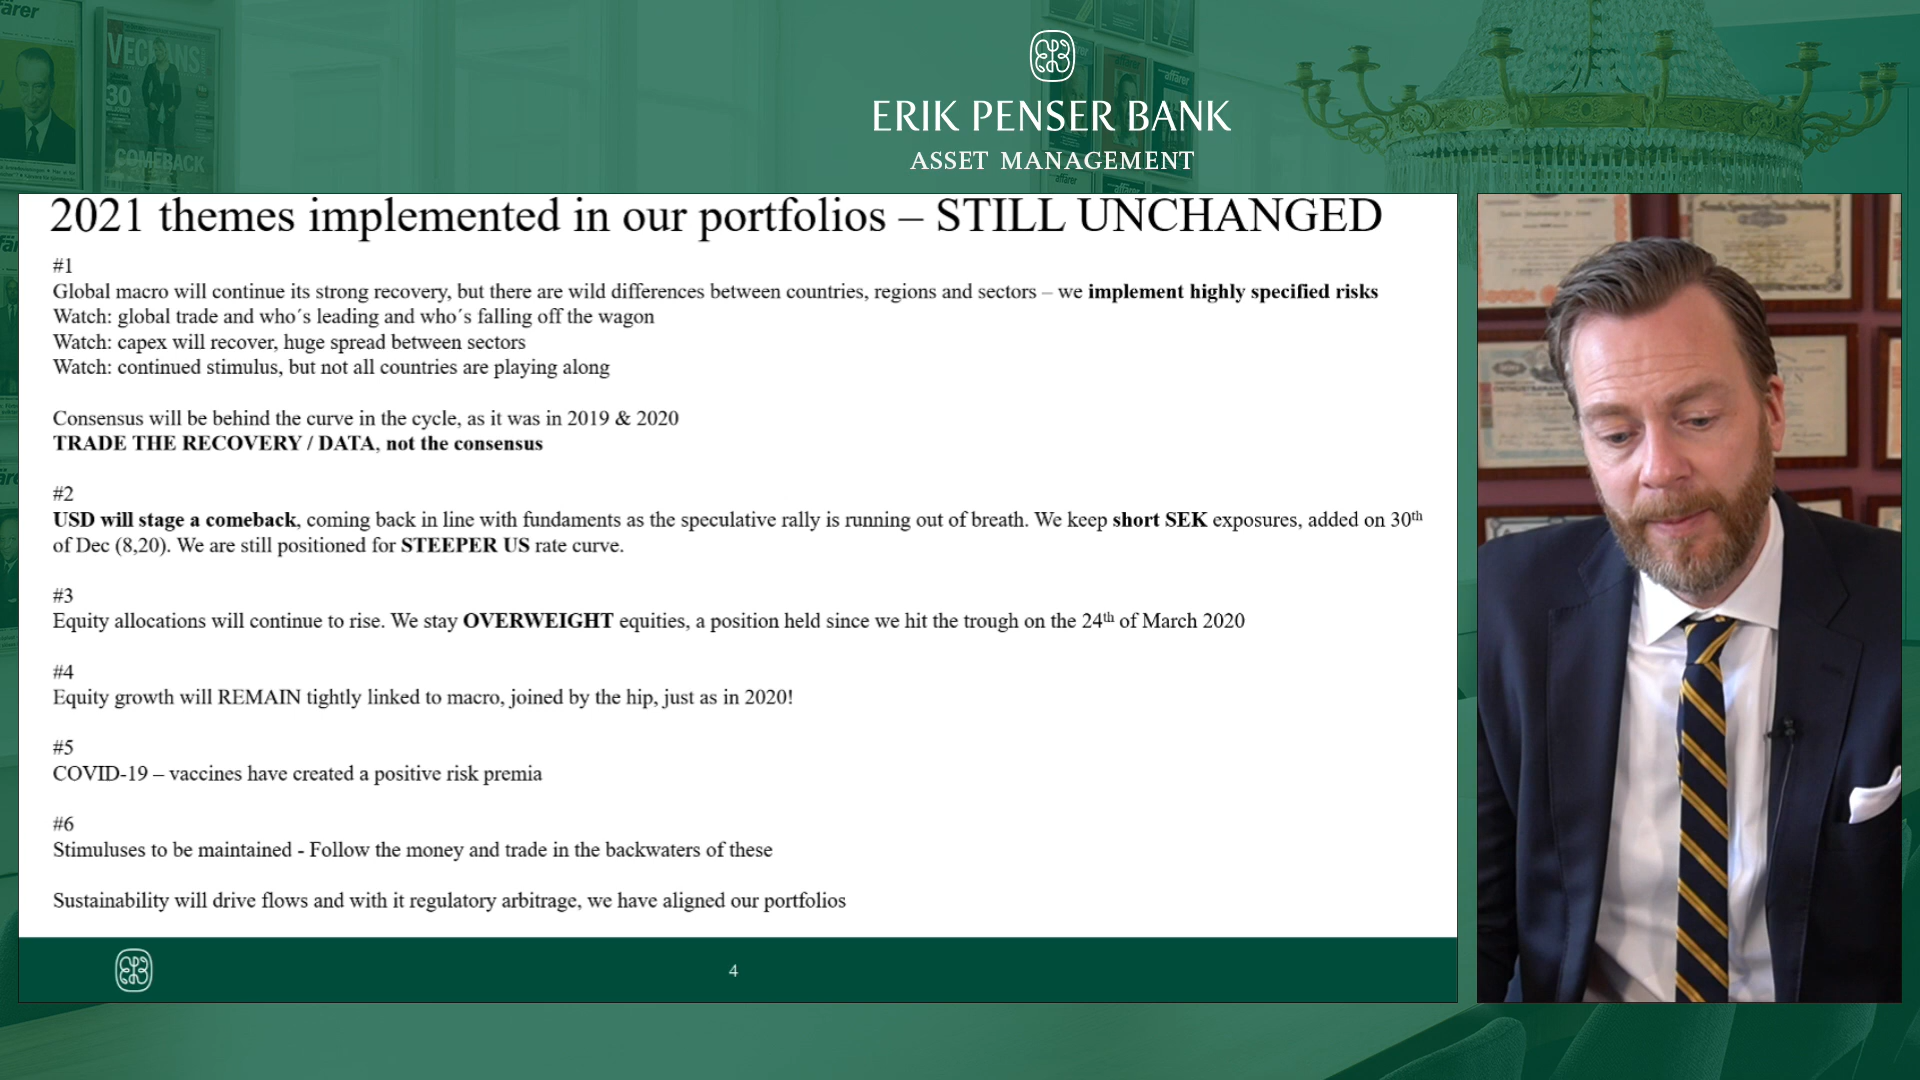 VECKANS
30
COMEBACK
affärer
ERIK PENSER BANK
ASSET MANAGEMENT
2021 themes implemented in our portfolios – STILL UNCHANGED
#1
Global macro will continue its strong recovery, but there are wild differences between countries, regions and sectors – we implement highly specified risks
Watch: global trade and who´s leading and who´s falling off the wagon
Watch: capex will recover, huge spread between sectors
Watch: continued stimulus, but not all countries are playing along
Consensus will be behind the curve in the cycle, as it was in 2019 & 2020
TRADE THE RECOVERY / DATA, not the consensus
#2
USD will stage a comeback, coming back in line with fundaments as the speculative rally is running out of breath. We keep short SEK exposures, added on 30th
of Dec (8,20). We are still positioned for STEEPER US rate curve.
#3
Equity allocations will continue to rise. We stay OVERWEIGHT equities, a position held since we hit the trough on the 24th of March 2020
#4
Equity growth will REMAIN tightly linked to macro, joined by the hip, just as in 2020!
#5
COVID-19 – vaccines have created a positive risk premia
#6
Stimuluses to be maintained - Follow the money and trade in the backwaters of these
Sustainability will drive flows and with it regulatory arbitrage, we have aligned our portfolios
4